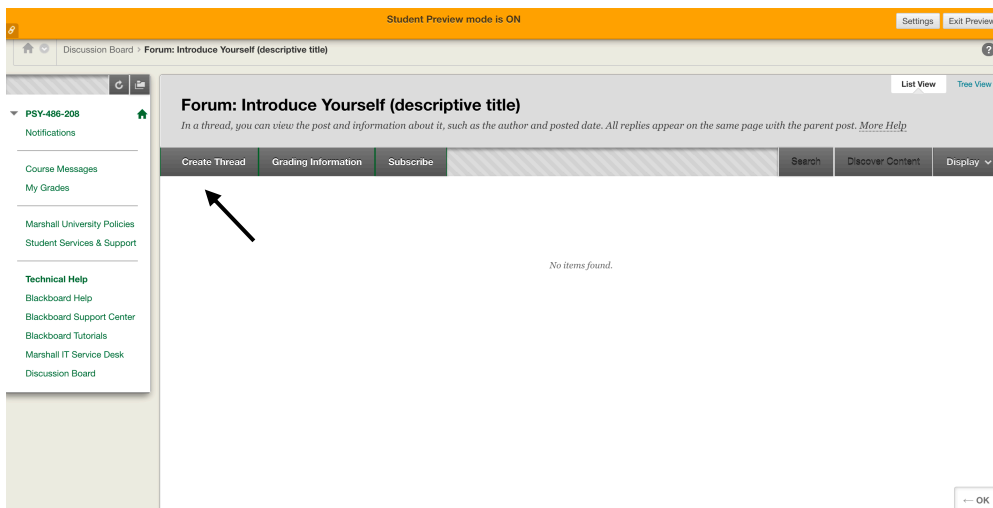 Student Preview mode is ON
Settings
Exit Preview
Discussion Board > Forum: Introduce Yourself (descriptive title)
?
List View
Tree View
Forum: Introduce Yourself (descriptive title)
In a thread, you can view the post and information about it, such as the author and posted date. All replies appear on the same page with the parent post. More Help
PSY-486-208
Notifications
Course Messages
My Grades
Marshall University Policies
Student Services & Support
Technical Help
Blackboard Help
Blackboard Support Center
Blackboard Tutorials
Marshall IT Service Desk
Discussion Board
Create Thread
Grading Information
Subscribe
Search
Discover Content
Display
No items found.
← OK